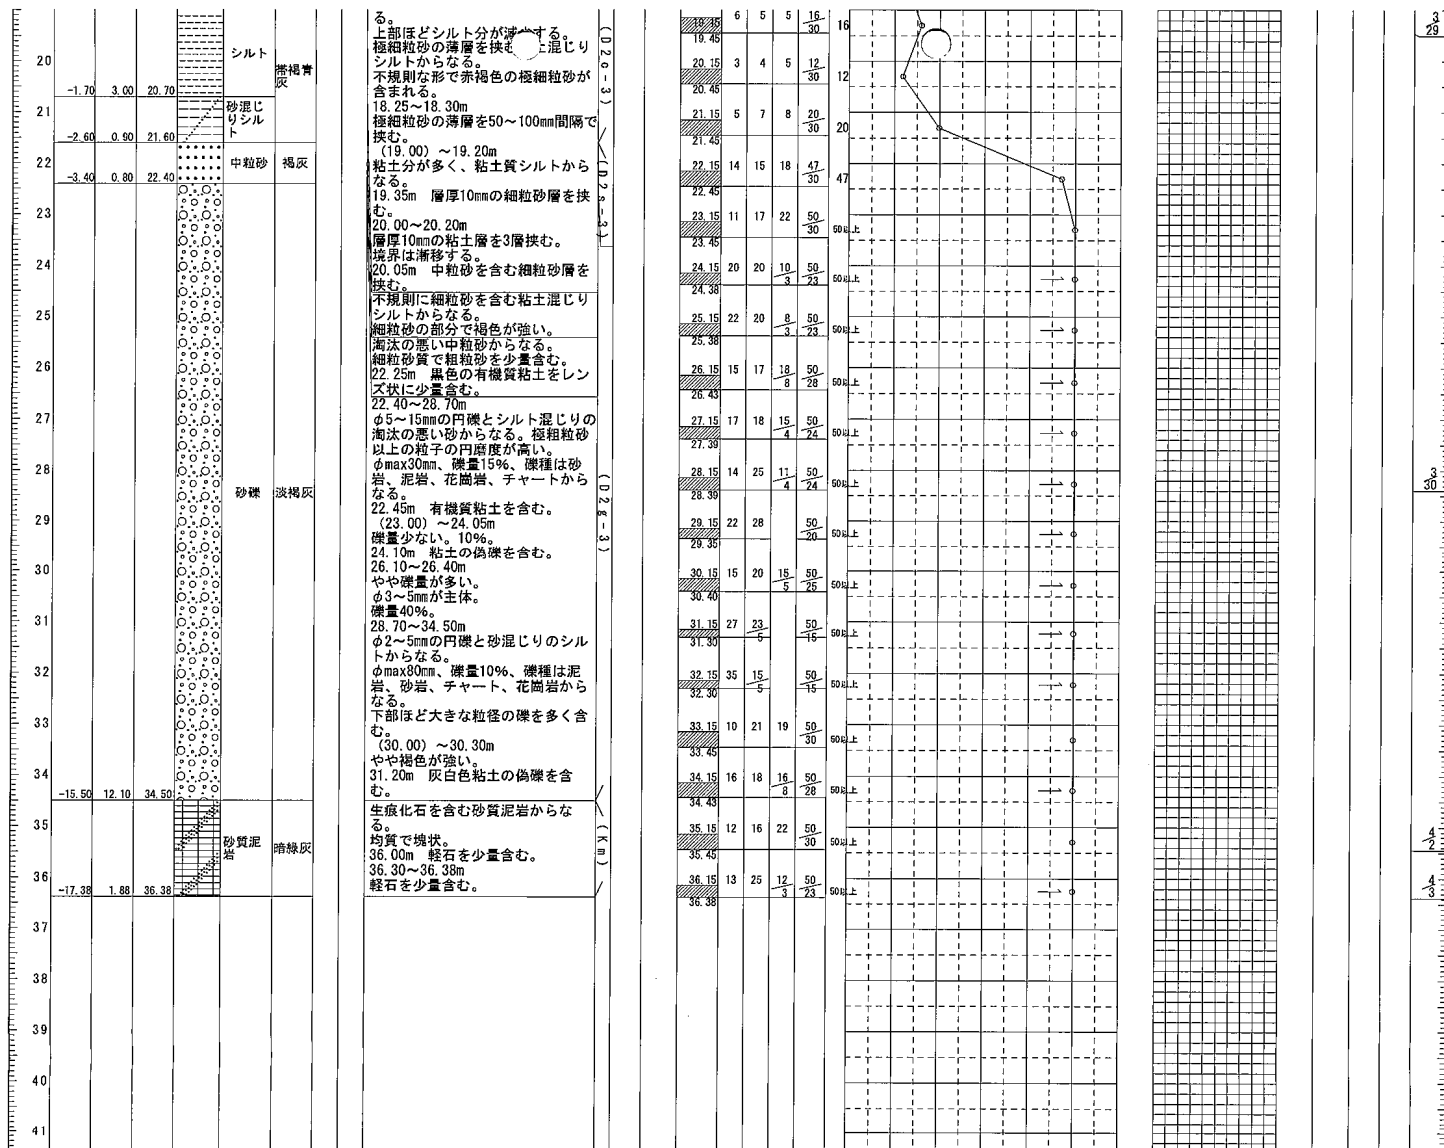 20
21
22
23
24
25
26
27
28
29
30
31
32
33
34
35
36
37
38
39
40
41
-1.70 3.00 20.70
-2.60 0.90 21.60
-3.40 0.80 22.40
-15.50 12.10 34.50
-17.38 1.88 36.38
シルト
砂混じ
りシル
ト
中粒砂
砂礫
砂質泥
岩
帯褐青
灰
褐灰
淡褐灰
暗緑灰
る。
上部ほどシルト分が減少する。
極細粒砂の薄層を挟む 土混じり
シルトからなる。
不規則な形で赤褐色の極細粒砂が
含まれる。
18.25～18.30m
極細粒砂の薄層を50～100mm間隔で
挟む。
(19.00) ～19.20m
粘土分が多く、粘土質シルトから
なる。
19.35m 層厚10mmの細粒砂層を挟
む。
20.00～20.20m
層厚10mmの粘土層を3層挟む。
境界は漸移する。
20.05m 中粒砂を含む細粒砂層を
挟む。
不規則に細粒砂を含む粘土混じり
シルトからなる。
細粒砂の部分で褐色が強い。
淘汰の悪い中粒砂からなる。
細粒砂質で粗粒砂を少量含む。
22.25m 黒色の有機質粘土をレン
ズ状に少量含む。
22.40～28.70m
φ5～15mmの円礫とシルト混じりの
淘汰の悪い砂からなる。極粗粒砂
以上の粒子の円磨度が高い。
φmax30mm、礫量15%、礫種は砂
岩、泥岩、花崗岩、チャートから
なる。
22.45m 有機質粘土を含む。
(23.00) ～24.05m
礫量少ない。10%。
24.10m 粘土の偽礫を含む。
26.10～26.40m
やや礫量が多い。
φ3～5mmが主体。
礫量40%。
28.70～34.50m
φ2～5mmの円礫と砂混じりのシル
トからなる。
φmax80mm、礫量10%、礫種は泥
岩、砂岩、チャート、花崗岩から
なる。
下部ほど大きな粒径の礫を多く含
む。
(30.00) ～30.30m
やや褐色が強い。
31.20m 灰白色粘土の偽礫を含
む。
生痕化石を含む砂質泥岩からな
る。
均質で塊状。
36.00m 軽石を少量含む。
36.30～36.38m
軽石を少量含む。
(D2c-3)
(D2s-3)
(D2g-3)
(Km)
19.15 6 5 5 16/30 16
19.45
20.15 3 4 5 12/30 12
20.45
21.15 5 7 8 20/30 20
21.45
22.15 14 15 18 47/30 47
22.45
23.15 11 17 22 50/30 50以上
23.45
24.15 20 20 10/3 50/23 50以上
24.38
25.15 22 20 8/3 50/23 50以上
25.38
26.15 15 17 18/8 50/28 50以上
26.43
27.15 17 18 15/4 50/24 50以上
27.39
28.15 14 25 11/4 50/24 50以上
28.39
29.15 22 28 50/20 50以上
29.35
30.15 15 20 15/5 50/25 50以上
30.40
31.15 27 23/5 50/15 50以上
31.30
32.15 35 15/5 50/15 50以上
32.30
33.15 10 21 19 50/30 50以上
33.45
34.15 16 18 16/8 50/28 50以上
34.43
35.15 12 16 22 50/30 50以上
35.45
36.15 13 25 12/3 50/23 50以上
36.38
3/29
3/30
4/2
4/3